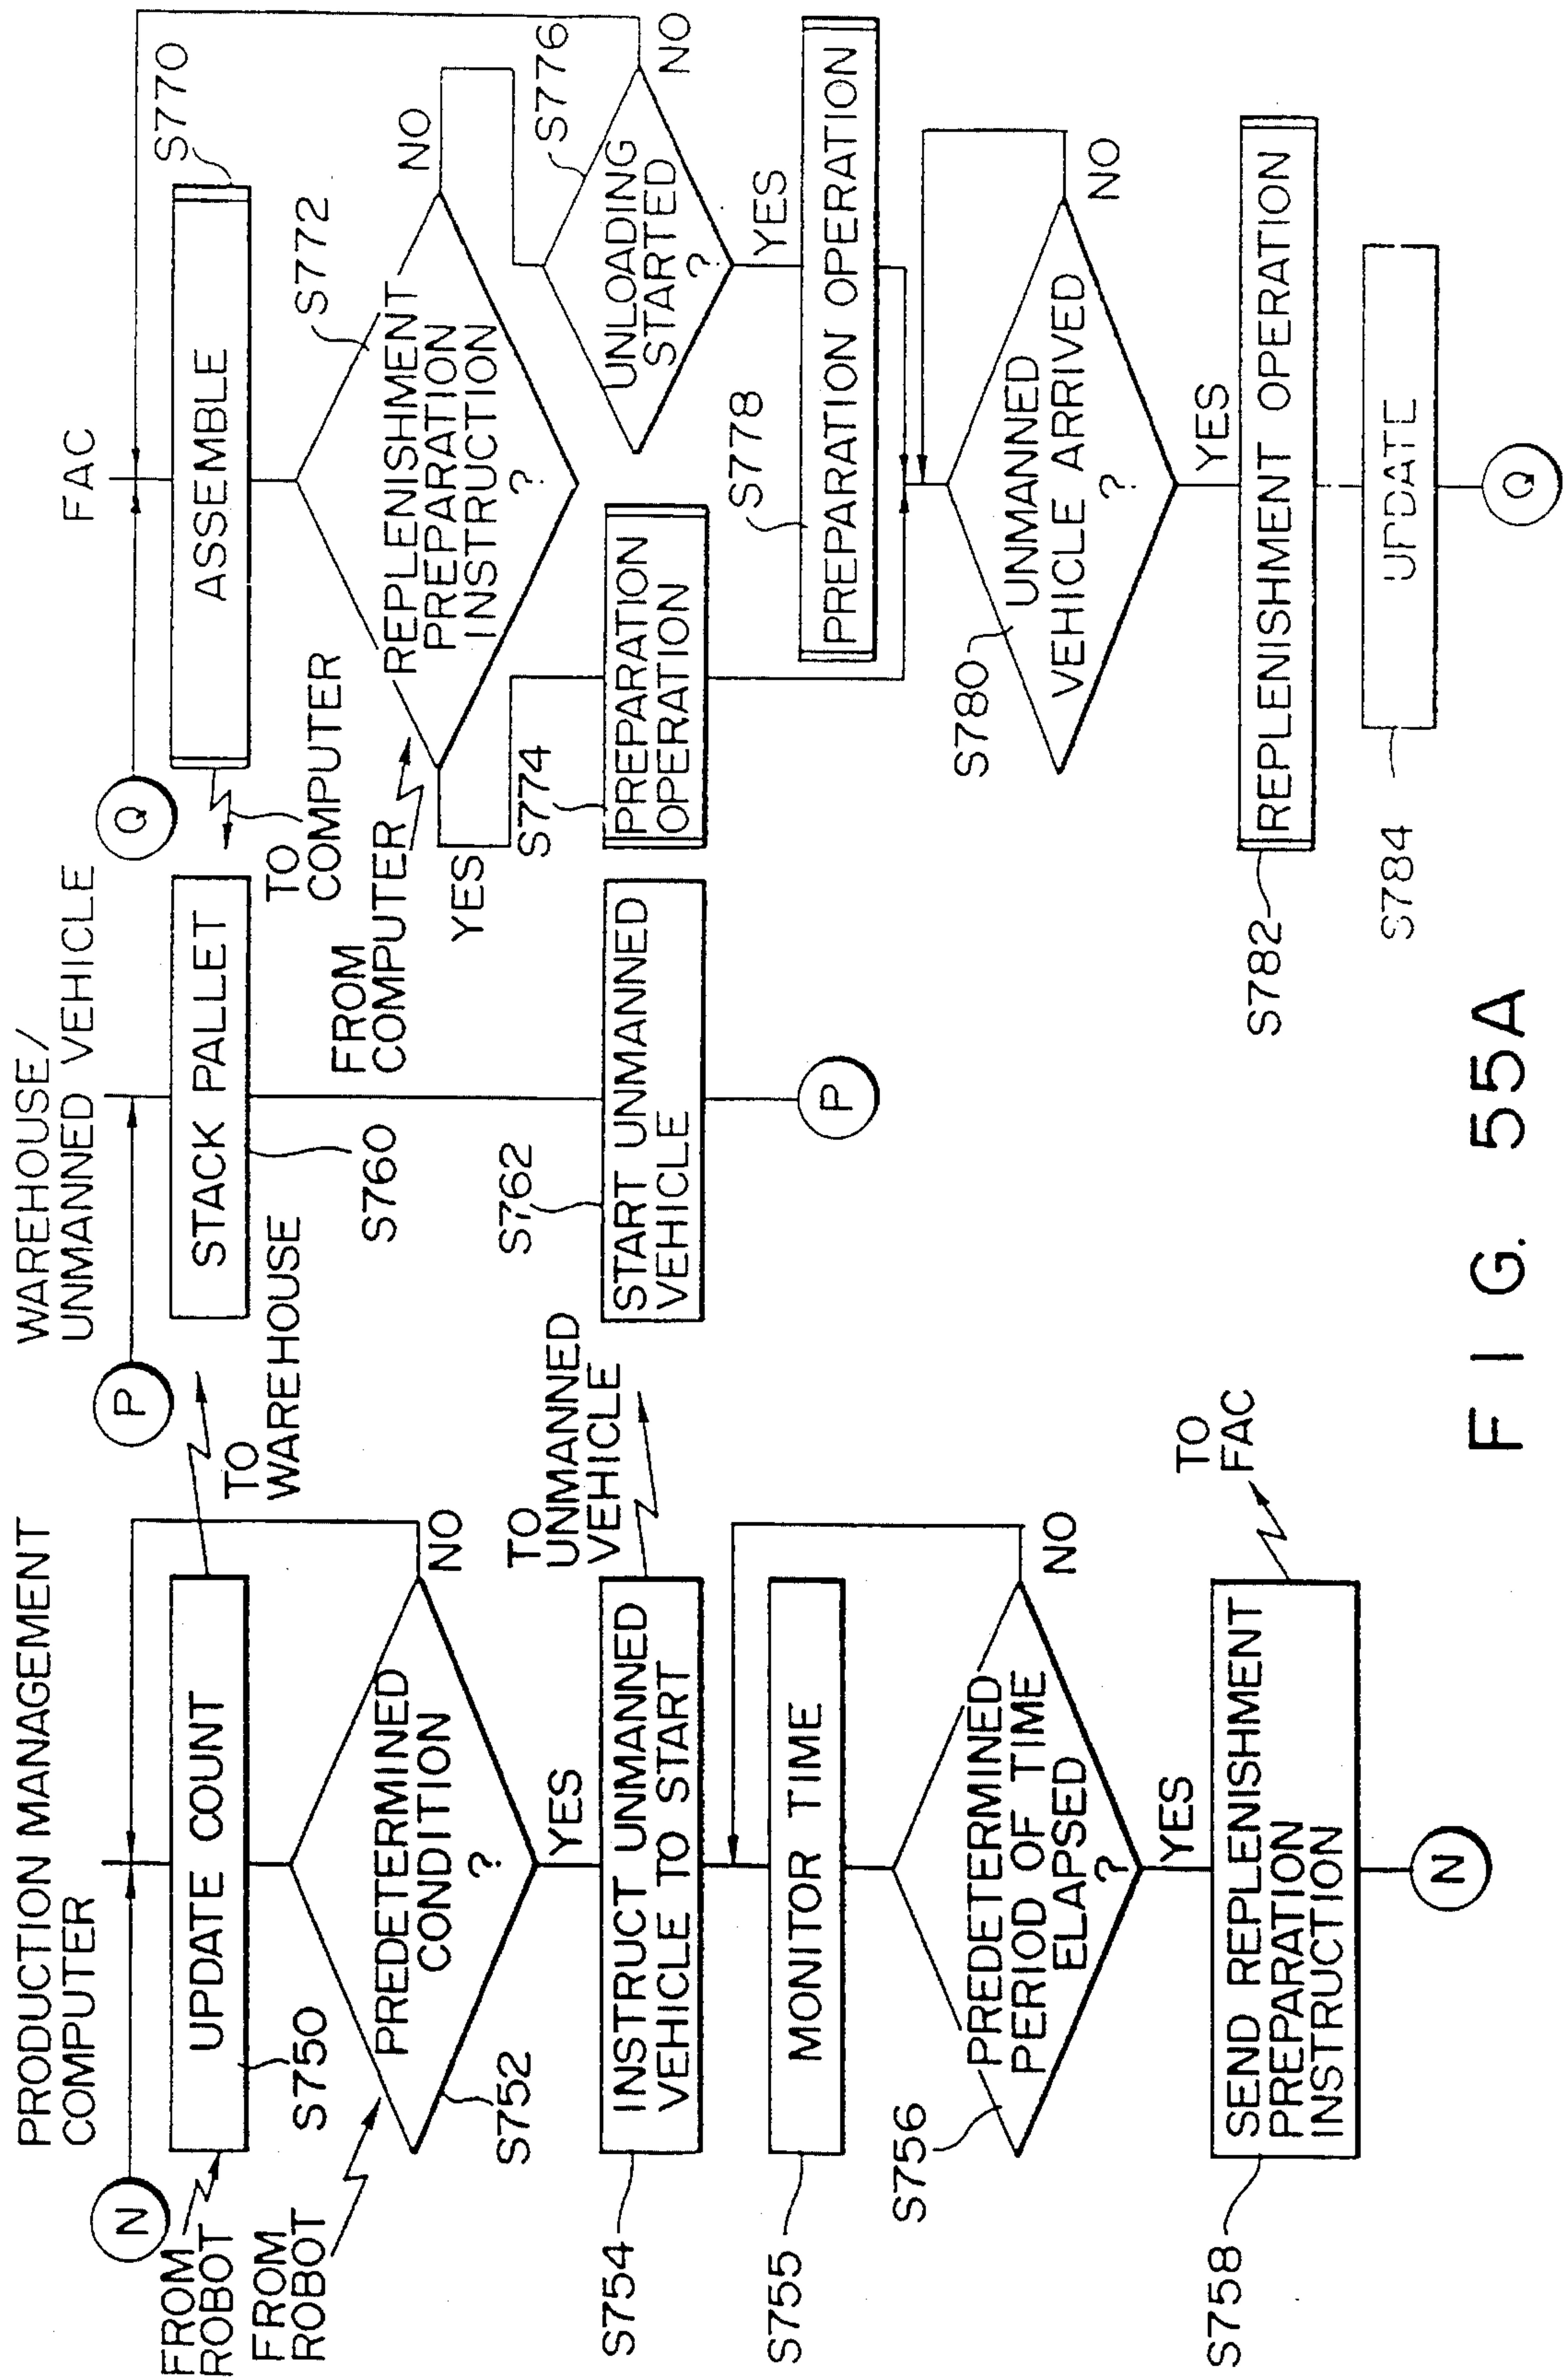 PRODUCTION MANAGEMENT
COMPUTER
N
FROM
ROBOT
UPDATE COUNT
S750
TO
WAREHOUSE
FROM
ROBOT
PREDETERMINED
CONDITION
?
S752
NO
YES
S754
INSTRUCT UNMANNED
VEHICLE TO START
TO
UNMANNED
VEHICLE
S755
MONITOR TIME
S756
PREDETERMINED
PERIOD OF TIME
ELAPSED
?
NO
YES
S758
SEND REPLENISHMENT
PREPARATION
INSTRUCTION
TO
FAC
N
WAREHOUSE/
UNMANNED VEHICLE
P
STACK PALLET
S760
S762
START UNMANNED
VEHICLE
P
FAC
Q
ASSEMBLE
S770
TO
COMPUTER
FROM
COMPUTER
REPLENISHMENT
PREPARATION
INSTRUCTION
?
S772
NO
YES
S774
PREPARATION
OPERATION
UNLOADING
STARTED
?
S776
NO
YES
S778
PREPARATION OPERATION
S780
UNMANNED
VEHICLE ARRIVED
?
NO
YES
S782
REPLENISHMENT OPERATION
S784
UPDATE
Q
FIG. 55A